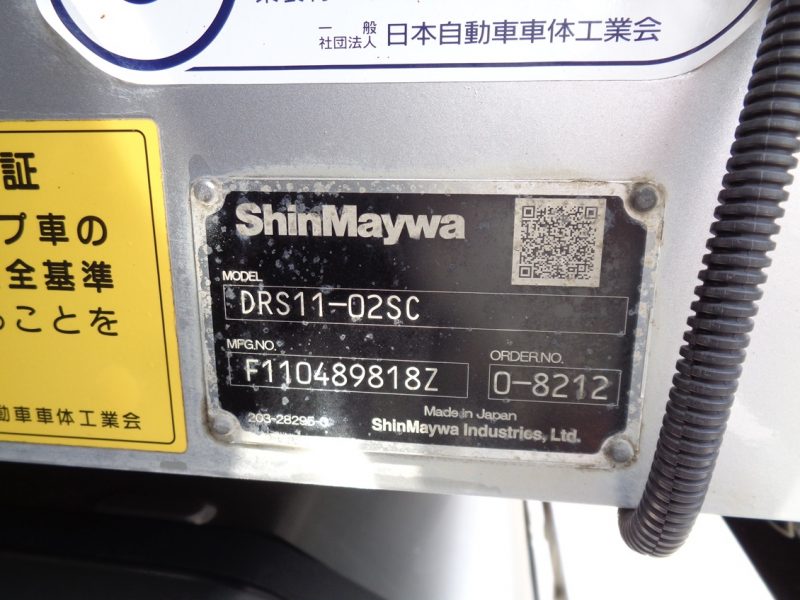 一般
社団法人 日本自動車車体工業会
証
プ車の
全基準
ることを
動車車体工業会
ShinMaywa
MODEL
DRS11-02SC
MFG.NO.
F110489818Z
ORDER.NO.
0-8212
Made in Japan
ShinMaywa Industries, Ltd.